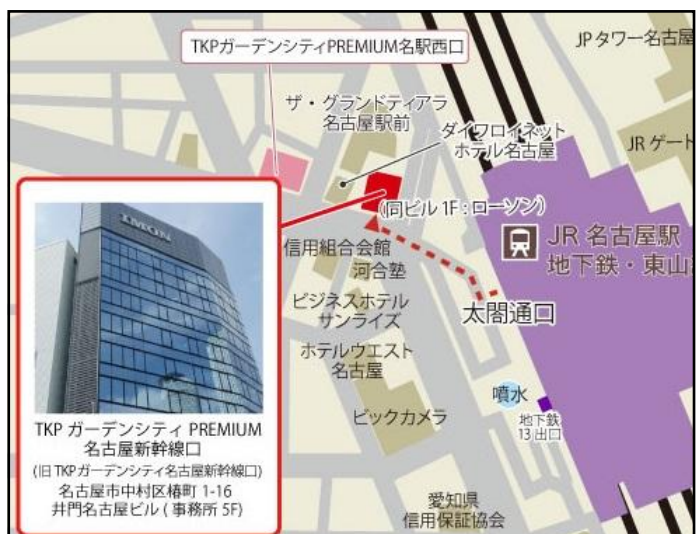 TKPガーデンシティPREMIUM名駅西口
JPタワー名古屋
ザ・グランドティアラ
名古屋駅前
ダイワロイネット
ホテル名古屋
JRゲート
(同ビル1F:ローソン)
信用組合会館
河合塾
JR 名古屋駅
地下鉄・東山
ビジネスホテル
サンライズ
太閤通口
ホテルウエスト
名古屋
噴水
地下鉄
13出口
ビックカメラ
愛知県
信用保証協会
IMON
TKP ガーデンシティ PREMIUM
名古屋新幹線口
(旧TKPガーデンシティ名古屋新幹線口)
名古屋市中村区椿町 1-16
井門名古屋ビル ( 事務所 5F)